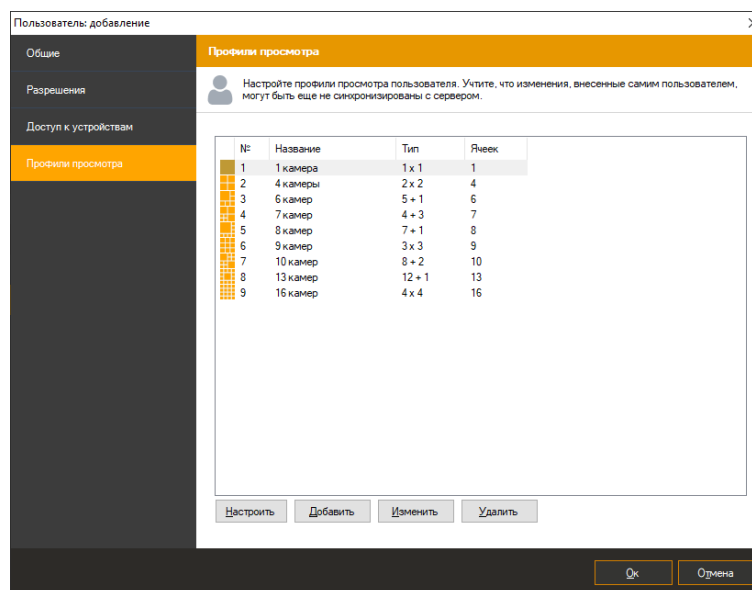 Пользователь: добавление
Общие
Разрешения
Доступ к устройствам
Профили просмотра
Профили просмотра
Настройте профили просмотра пользователя. Учтите, что изменения, внесенные самим пользователем,
могут быть еще не синхронизированы с сервером.
№ Название Тип Ячеек
1 1 камера 1 x 1 1
2 4 камеры 2 x 2 4
3 6 камер 5 + 1 6
4 7 камер 4 + 3 7
5 8 камер 7 + 1 8
6 9 камер 3 x 3 9
7 10 камер 8 + 2 10
8 13 камер 12 + 1 13
9 16 камер 4 x 4 16
Настроить Добавить Изменить Удалить
Ок Отмена